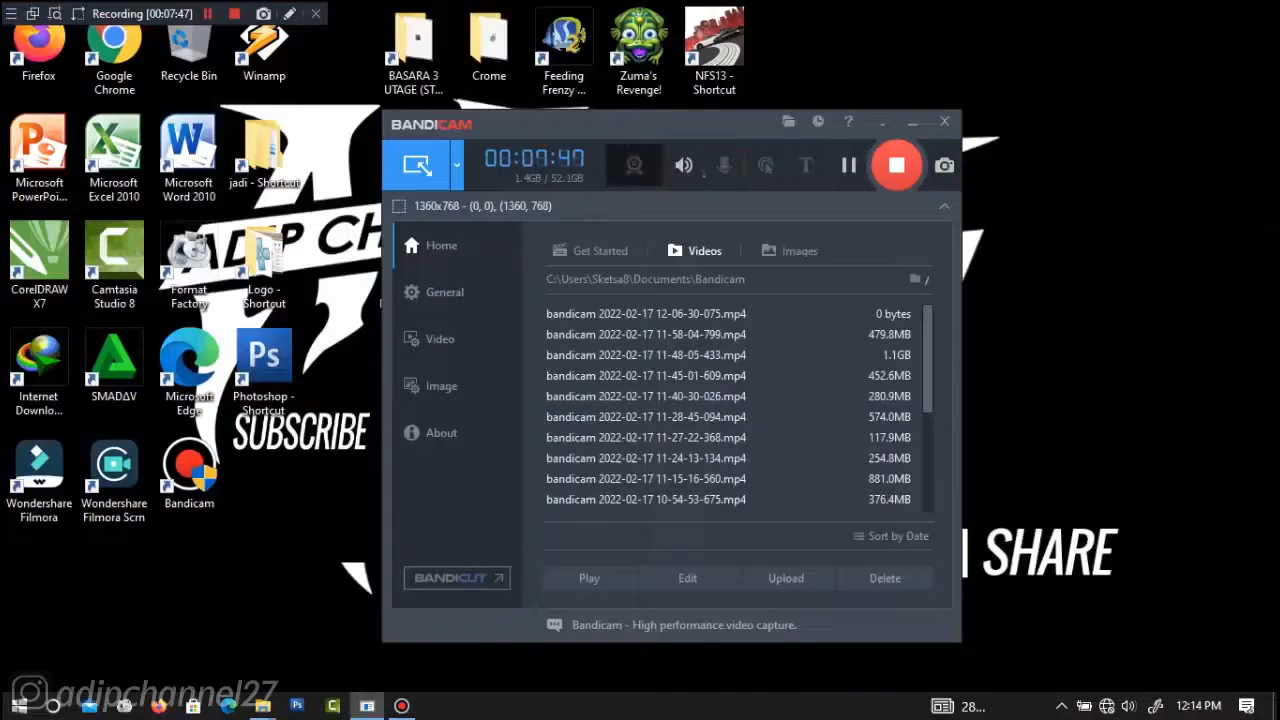 Recording [00:07:47]
Firefox
Google
Chrome
Recycle Bin
Winamp
BASARA 3
UTAGE (ST...
Crome
Feeding
Frenzy ...
Zuma's
Revenge!
NFS13 -
Shortcut
Microsoft
PowerPoi...
Microsoft
Excel 2010
Microsoft
Word 2010
jadi - Shortcut
CorelDRAW
X7
Camtasia
Studio 8
Format
Factory
Logo -
Shortcut
Internet
Downlo...
SMADΔV
Microsoft
Edge
Ps
Photoshop -
Shortcut
Wondershare
Filmora
Wondershare
Filmora Scrn
Bandicam
ADIP CH
SUBSCRIBE
SHARE
BANDICAM
00:07:47
1.4GB / 52.1GB
1360x768 - (0, 0), (1360, 768)
Home
General
Video
Image
About
BANDICUT
Get Started
Videos
Images
C:\Users\Sketsa8\Documents\Bandicam
bandicam 2022-02-17 12-06-30-075.mp4 0 bytes
bandicam 2022-02-17 11-58-04-799.mp4 479.8MB
bandicam 2022-02-17 11-48-05-433.mp4 1.1GB
bandicam 2022-02-17 11-45-01-609.mp4 452.6MB
bandicam 2022-02-17 11-40-30-026.mp4 280.9MB
bandicam 2022-02-17 11-28-45-094.mp4 574.0MB
bandicam 2022-02-17 11-27-22-368.mp4 117.9MB
bandicam 2022-02-17 11-24-13-134.mp4 254.8MB
bandicam 2022-02-17 11-15-16-560.mp4 881.0MB
bandicam 2022-02-17 10-54-53-675.mp4 376.4MB
Sort by Date
Play
Edit
Upload
Delete
Bandicam - High performance video capture.
adipchannel27
28...
12:14 PM